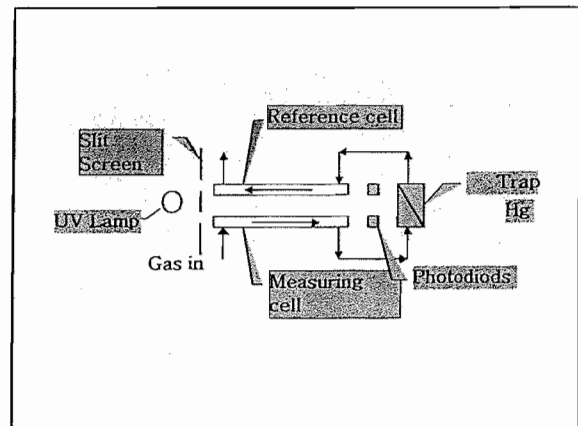 Reference cell
Slit
Screen
Trap
Hg
UV Lamp
Gas in
Measuring
cell
Photodiods